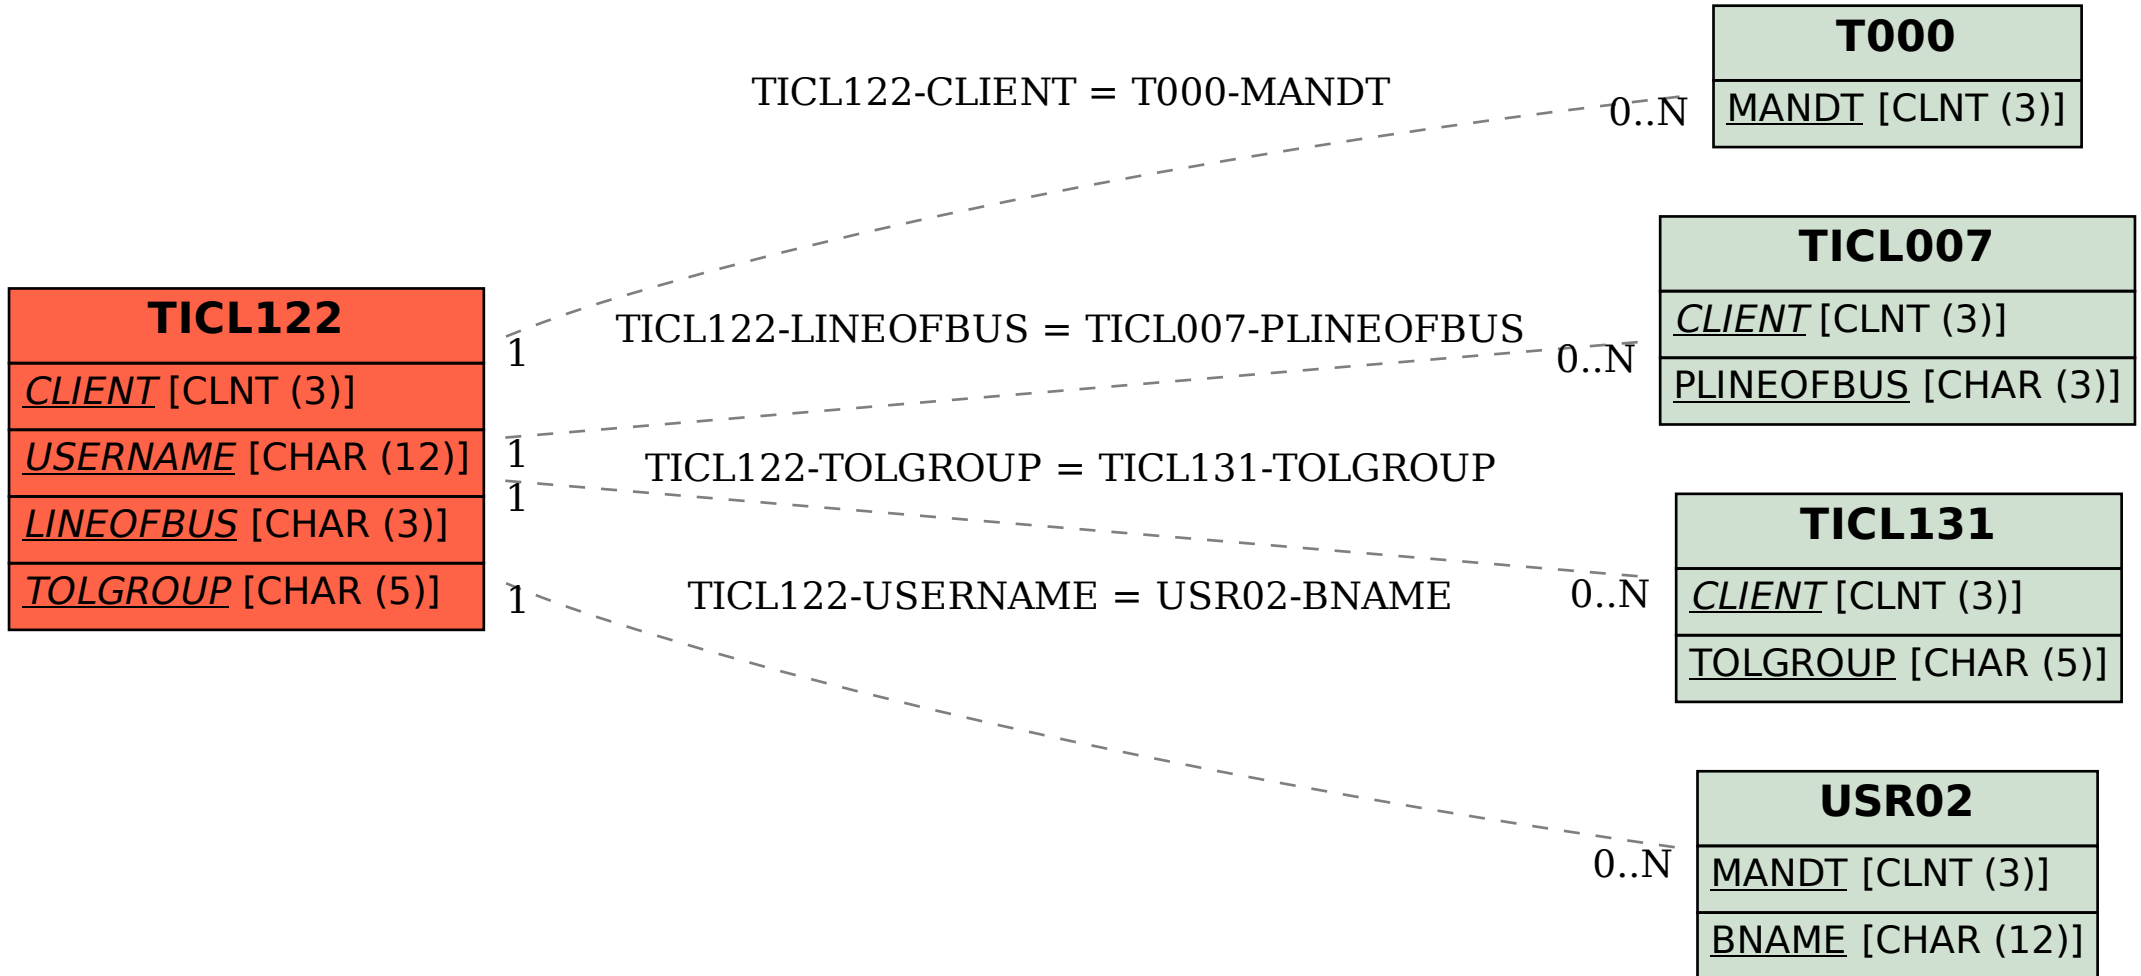 T000
MANDT [CLNT (3)]
TICL122-CLIENT = T000-MANDT
0..N
TICL007
CLIENT [CLNT (3)]
PLINEOFBUS [CHAR (3)]
TICL122
CLIENT [CLNT (3)]
USERNAME [CHAR (12)]
LINEOFBUS [CHAR (3)]
TOLGROUP [CHAR (5)]
1
TICL122-LINEOFBUS = TICL007-PLINEOFBUS
0..N
1
TICL122-TOLGROUP = TICL131-TOLGROUP
1
0..N
TICL131
CLIENT [CLNT (3)]
TOLGROUP [CHAR (5)]
1
TICL122-USERNAME = USR02-BNAME
0..N
USR02
MANDT [CLNT (3)]
BNAME [CHAR (12)]